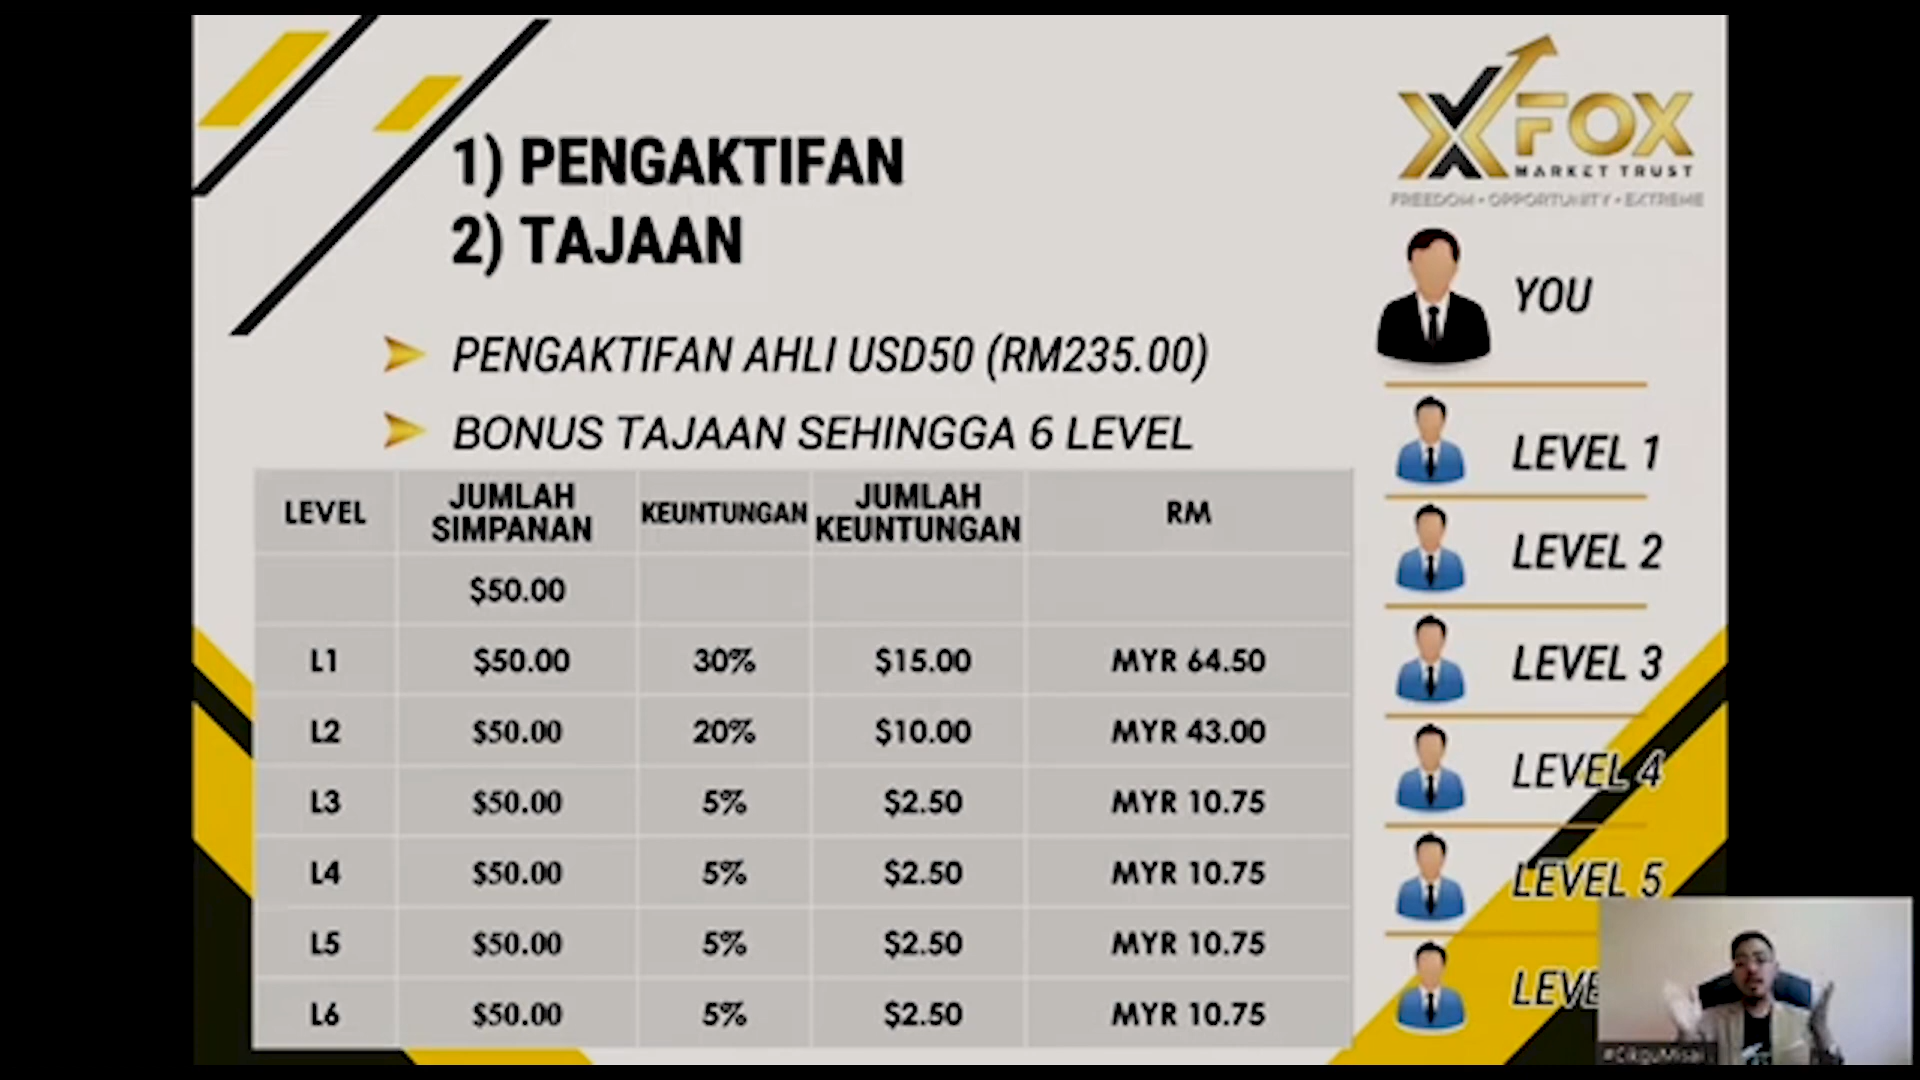 XFOX
MARKET TRUST
FREEDOM • OPPORTUNITY • EXTREME
1) PENGAKTIFAN
2) TAJAAN
PENGAKTIFAN AHLI USD50 (RM235.00)
BONUS TAJAAN SEHINGGA 6 LEVEL
LEVEL JUMLAH SIMPANAN KEUNTUNGAN JUMLAH KEUNTUNGAN RM
$50.00
L1 $50.00 30% $15.00 MYR 64.50
L2 $50.00 20% $10.00 MYR 43.00
L3 $50.00 5% $2.50 MYR 10.75
L4 $50.00 5% $2.50 MYR 10.75
L5 $50.00 5% $2.50 MYR 10.75
L6 $50.00 5% $2.50 MYR 10.75
YOU
LEVEL 1
LEVEL 2
LEVEL 3
LEVEL 4
LEVEL 5
#CikguMisai